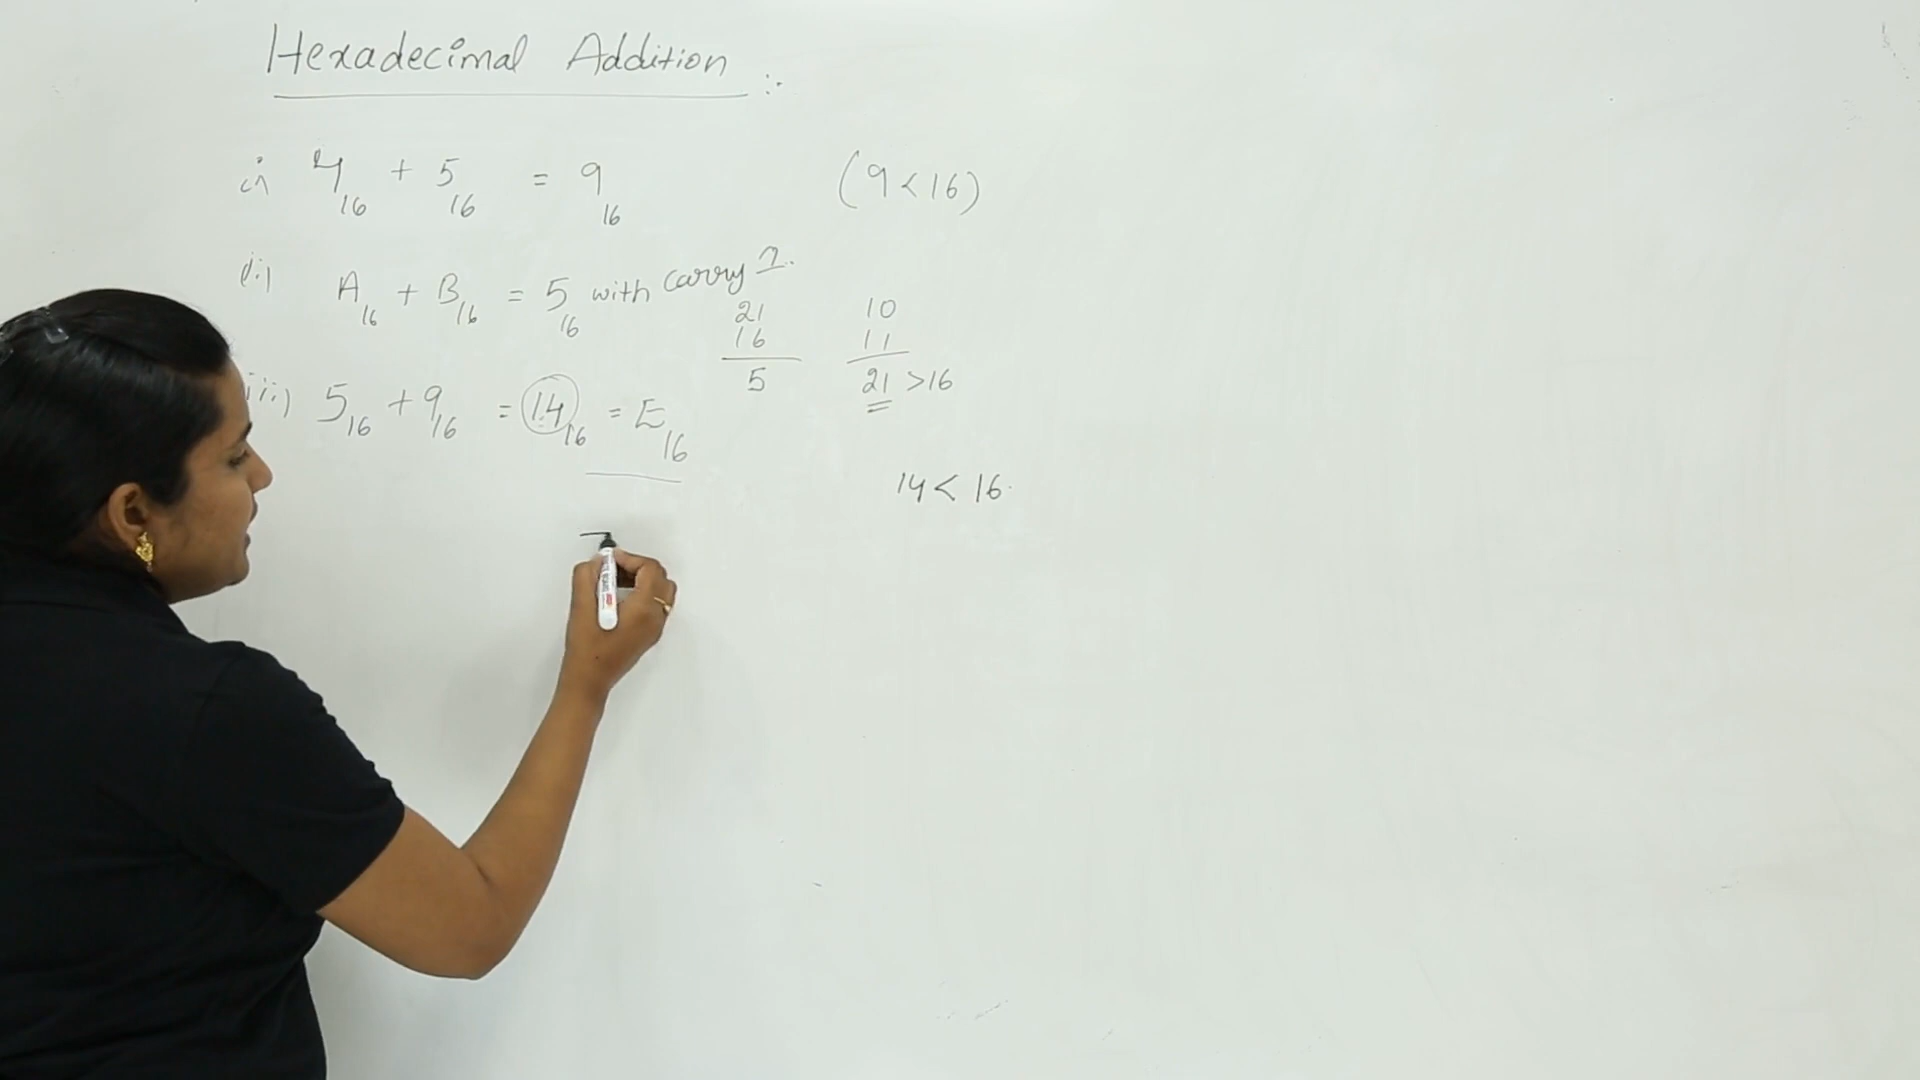 Hexadecimal Addition :-
i) 4₁₆ + 5₁₆ = 9₁₆ (9 < 16)
ii) A₁₆ + B₁₆ = 5₁₆ with carry 1.
21 10
16 11
5 21 > 16
iii) 5₁₆ + 9₁₆ = 14₁₆ = E₁₆
14 < 16.